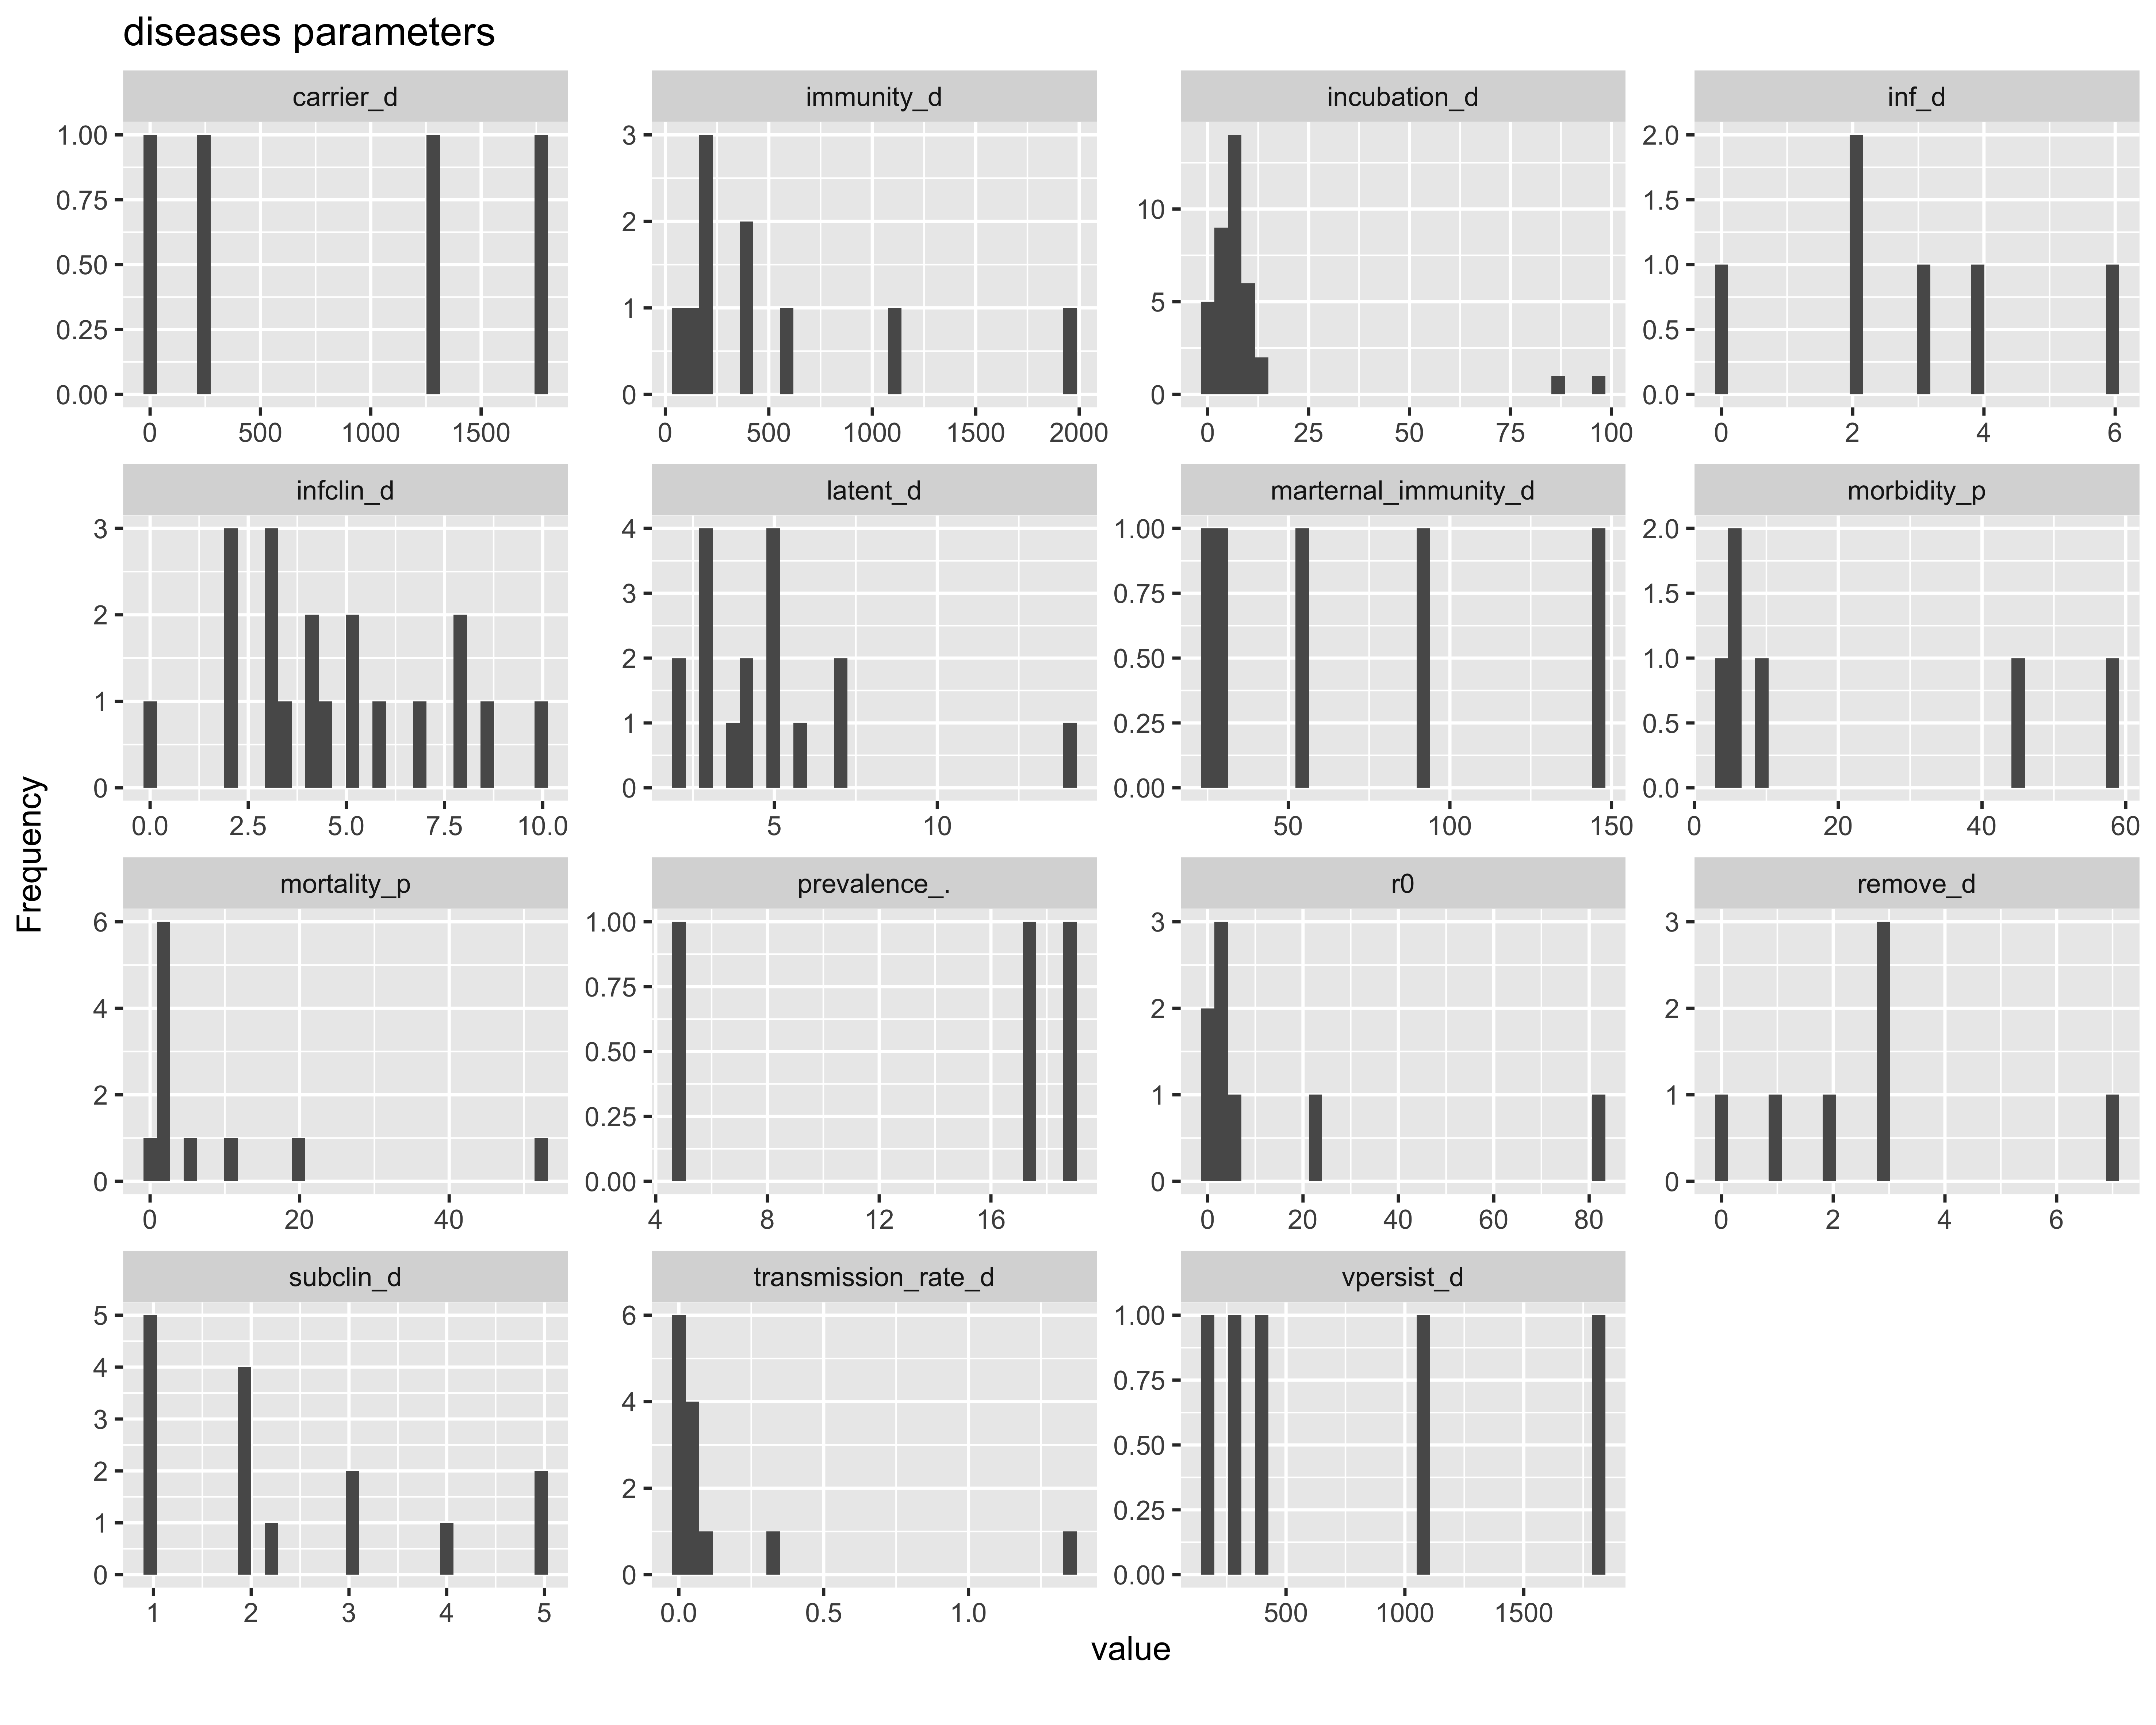 diseases parameters
carrier_d immunity_d incubation_d inf_d
1.00 3 2.0
0.75 10 1.5
2
0.50 1.0
1 5
0.25 0.5
0.00 0 0 0.0
0 500 1000 1500 0 500 1000 1500 2000 0 25 50 75 100 0 2 4 6
infclin_d latent_d marternal_immunity_d morbidity_p
3 4 1.00 2.0
3 0.75 1.5
2
2 0.50 1.0
1
1 0.25 0.5
0 0 0.00 0.0
0.0 2.5 5.0 7.5 10.0 5 10 50 100 150 0 20 40 60
mortality_p prevalence_. r0 remove_d
6 1.00 3 3
0.75
4 2 2
0.50
2 1 1
0.25
0 0.00 0 0
0 20 40 4 8 12 16 0 20 40 60 80 0 2 4 6
subclin_d transmission_rate_d vpersist_d
5 6 1.00
4 0.75
4
3
0.50
2
2
1 0.25
0 0 0.00
1 2 3 4 5 0.0 0.5 1.0 500 1000 1500
value
Frequency